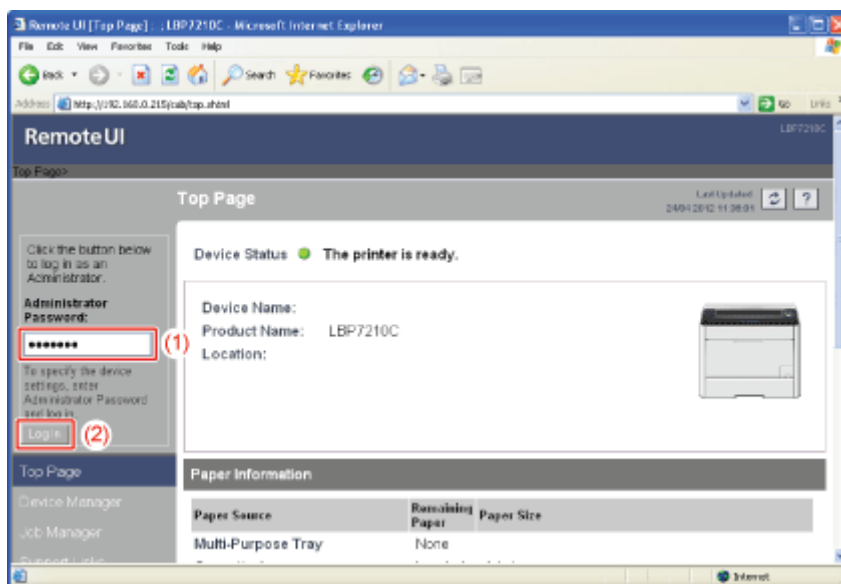 Remote UI [Top Page] : ; LBP7210C - Microsoft Internet Explorer
File Edit View Favorites Tools Help
Back Search Favorites
Address http://192.168.0.215/cab/top.shtml Go Links
Remote UI
LBP7210C
Top Page>
Top Page
Last Updated:
24/04/2012 11:38:01
?
Click the button below
to log in as an
Administrator.
Administrator
Password:
•••••••
(1)
To specify the device
settings, enter
Administrator Password
and log in.
Login
(2)
Top Page
Device Manager
Job Manager
Support Links
Device Status The printer is ready.
Device Name:
Product Name: LBP7210C
Location:
Paper Information
Paper Source Remaining Paper Paper Size
Multi-Purpose Tray None
Internet